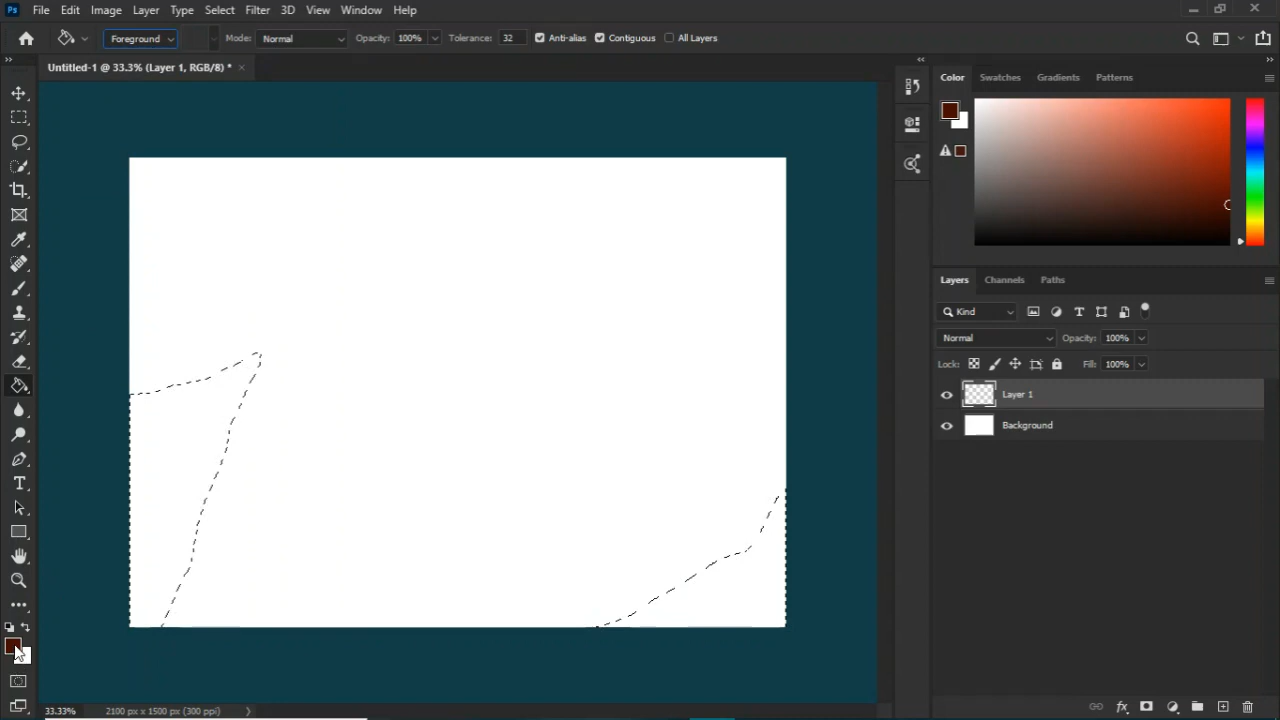 Ps File Edit Image Layer Type Select Filter 3D View Window Help
Foreground Mode: Normal Opacity: 100% Tolerance: 32 Anti-alias Contiguous All Layers
Untitled-1 @ 33.3% (Layer 1, RGB/8) *
Color Swatches Gradients Patterns
Layers Channels Paths
Kind
Normal Opacity: 100%
Lock: Fill: 100%
Layer 1
Background
33.33% 2100 px x 1500 px (300 ppi)